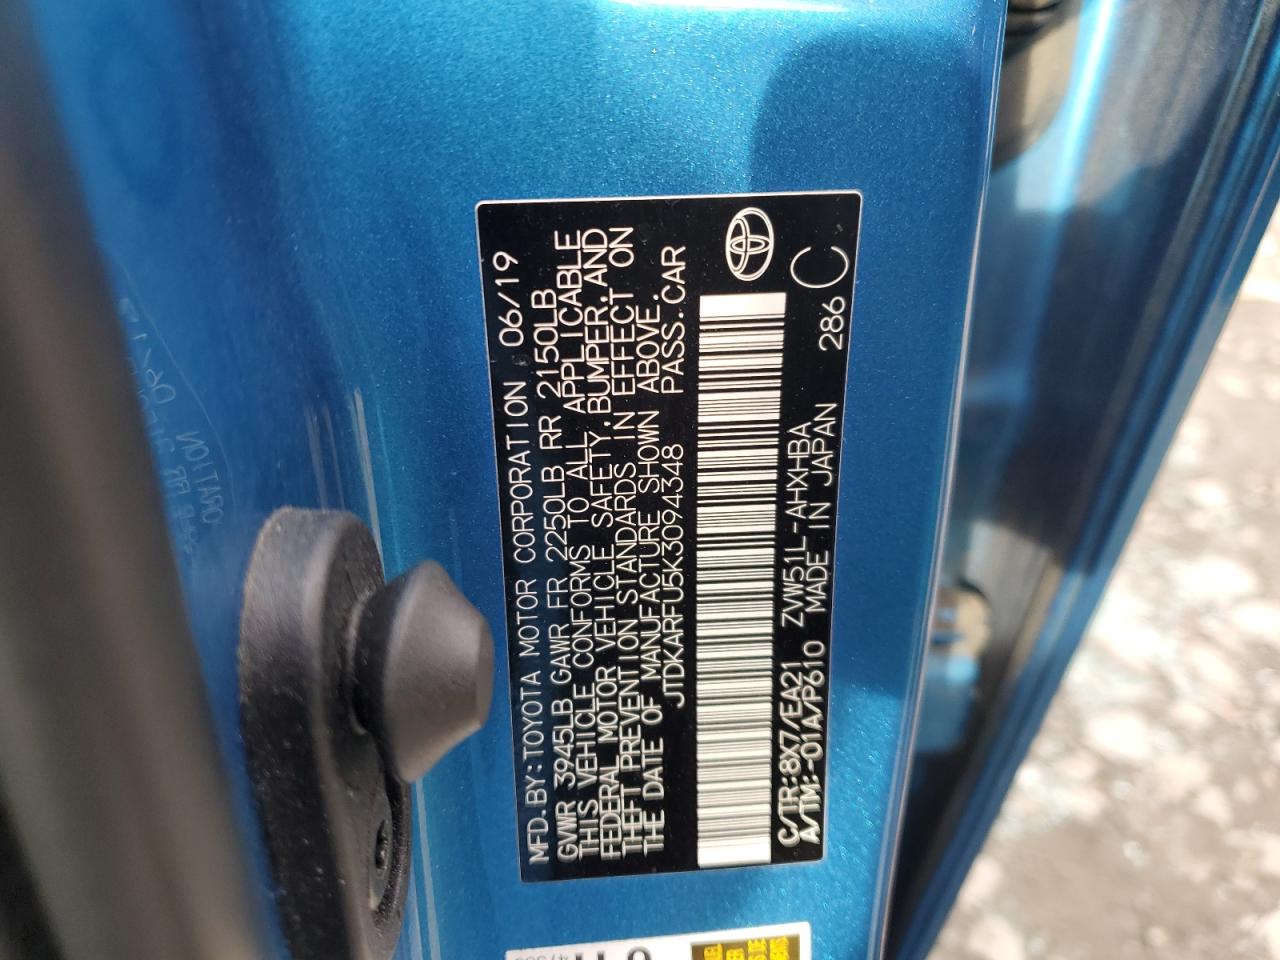 MFD.BY:TOYOTA MOTOR CORPORATION 06/19
GVWR 3945LB GAWR FR 2250LB RR 2150LB
THIS VEHICLE CONFORMS TO ALL APPLICABLE
FEDERAL MOTOR VEHICLE SAFETY,BUMPER,AND
THEFT PREVENTION STANDARDS IN EFFECT ON
THE DATE OF MANUFACTURE SHOWN ABOVE.
JTDKARFU5K3094348 PASS.CAR
C/TR:8X7/EA21 ZVW51L-AHXHBA
A/TM:-01A/P610 MADE IN JAPAN 286
C